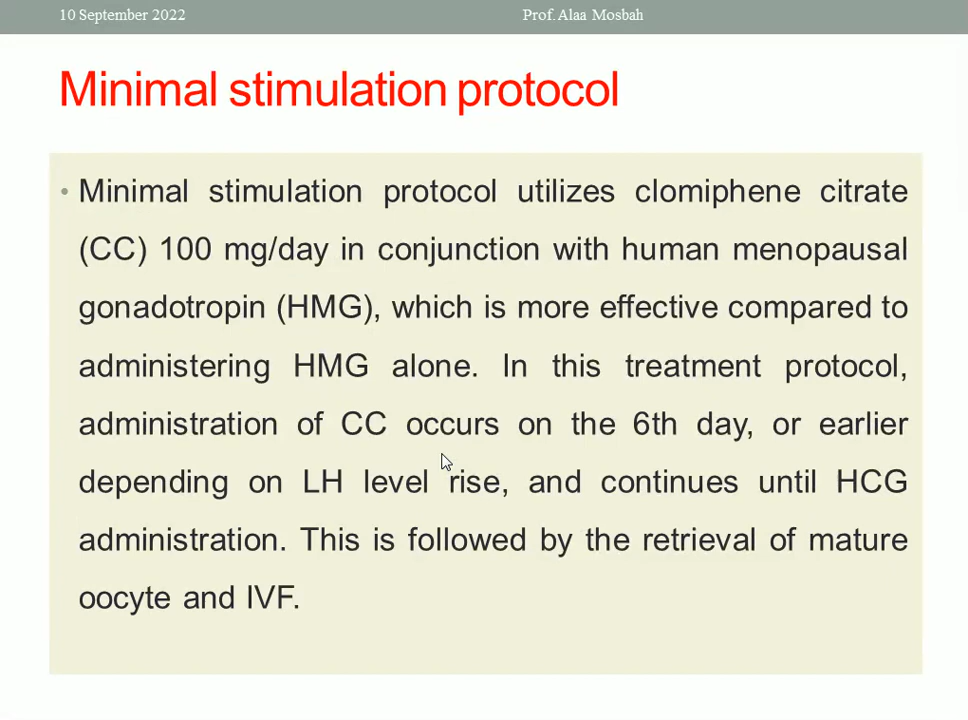 10 September 2022
Prof. Alaa Mosbah
Minimal stimulation protocol
• Minimal stimulation protocol utilizes clomiphene citrate
(CC) 100 mg/day in conjunction with human menopausal
gonadotropin (HMG), which is more effective compared to
administering HMG alone. In this treatment protocol,
administration of CC occurs on the 6th day, or earlier
depending on LH level rise, and continues until HCG
administration. This is followed by the retrieval of mature
oocyte and IVF.